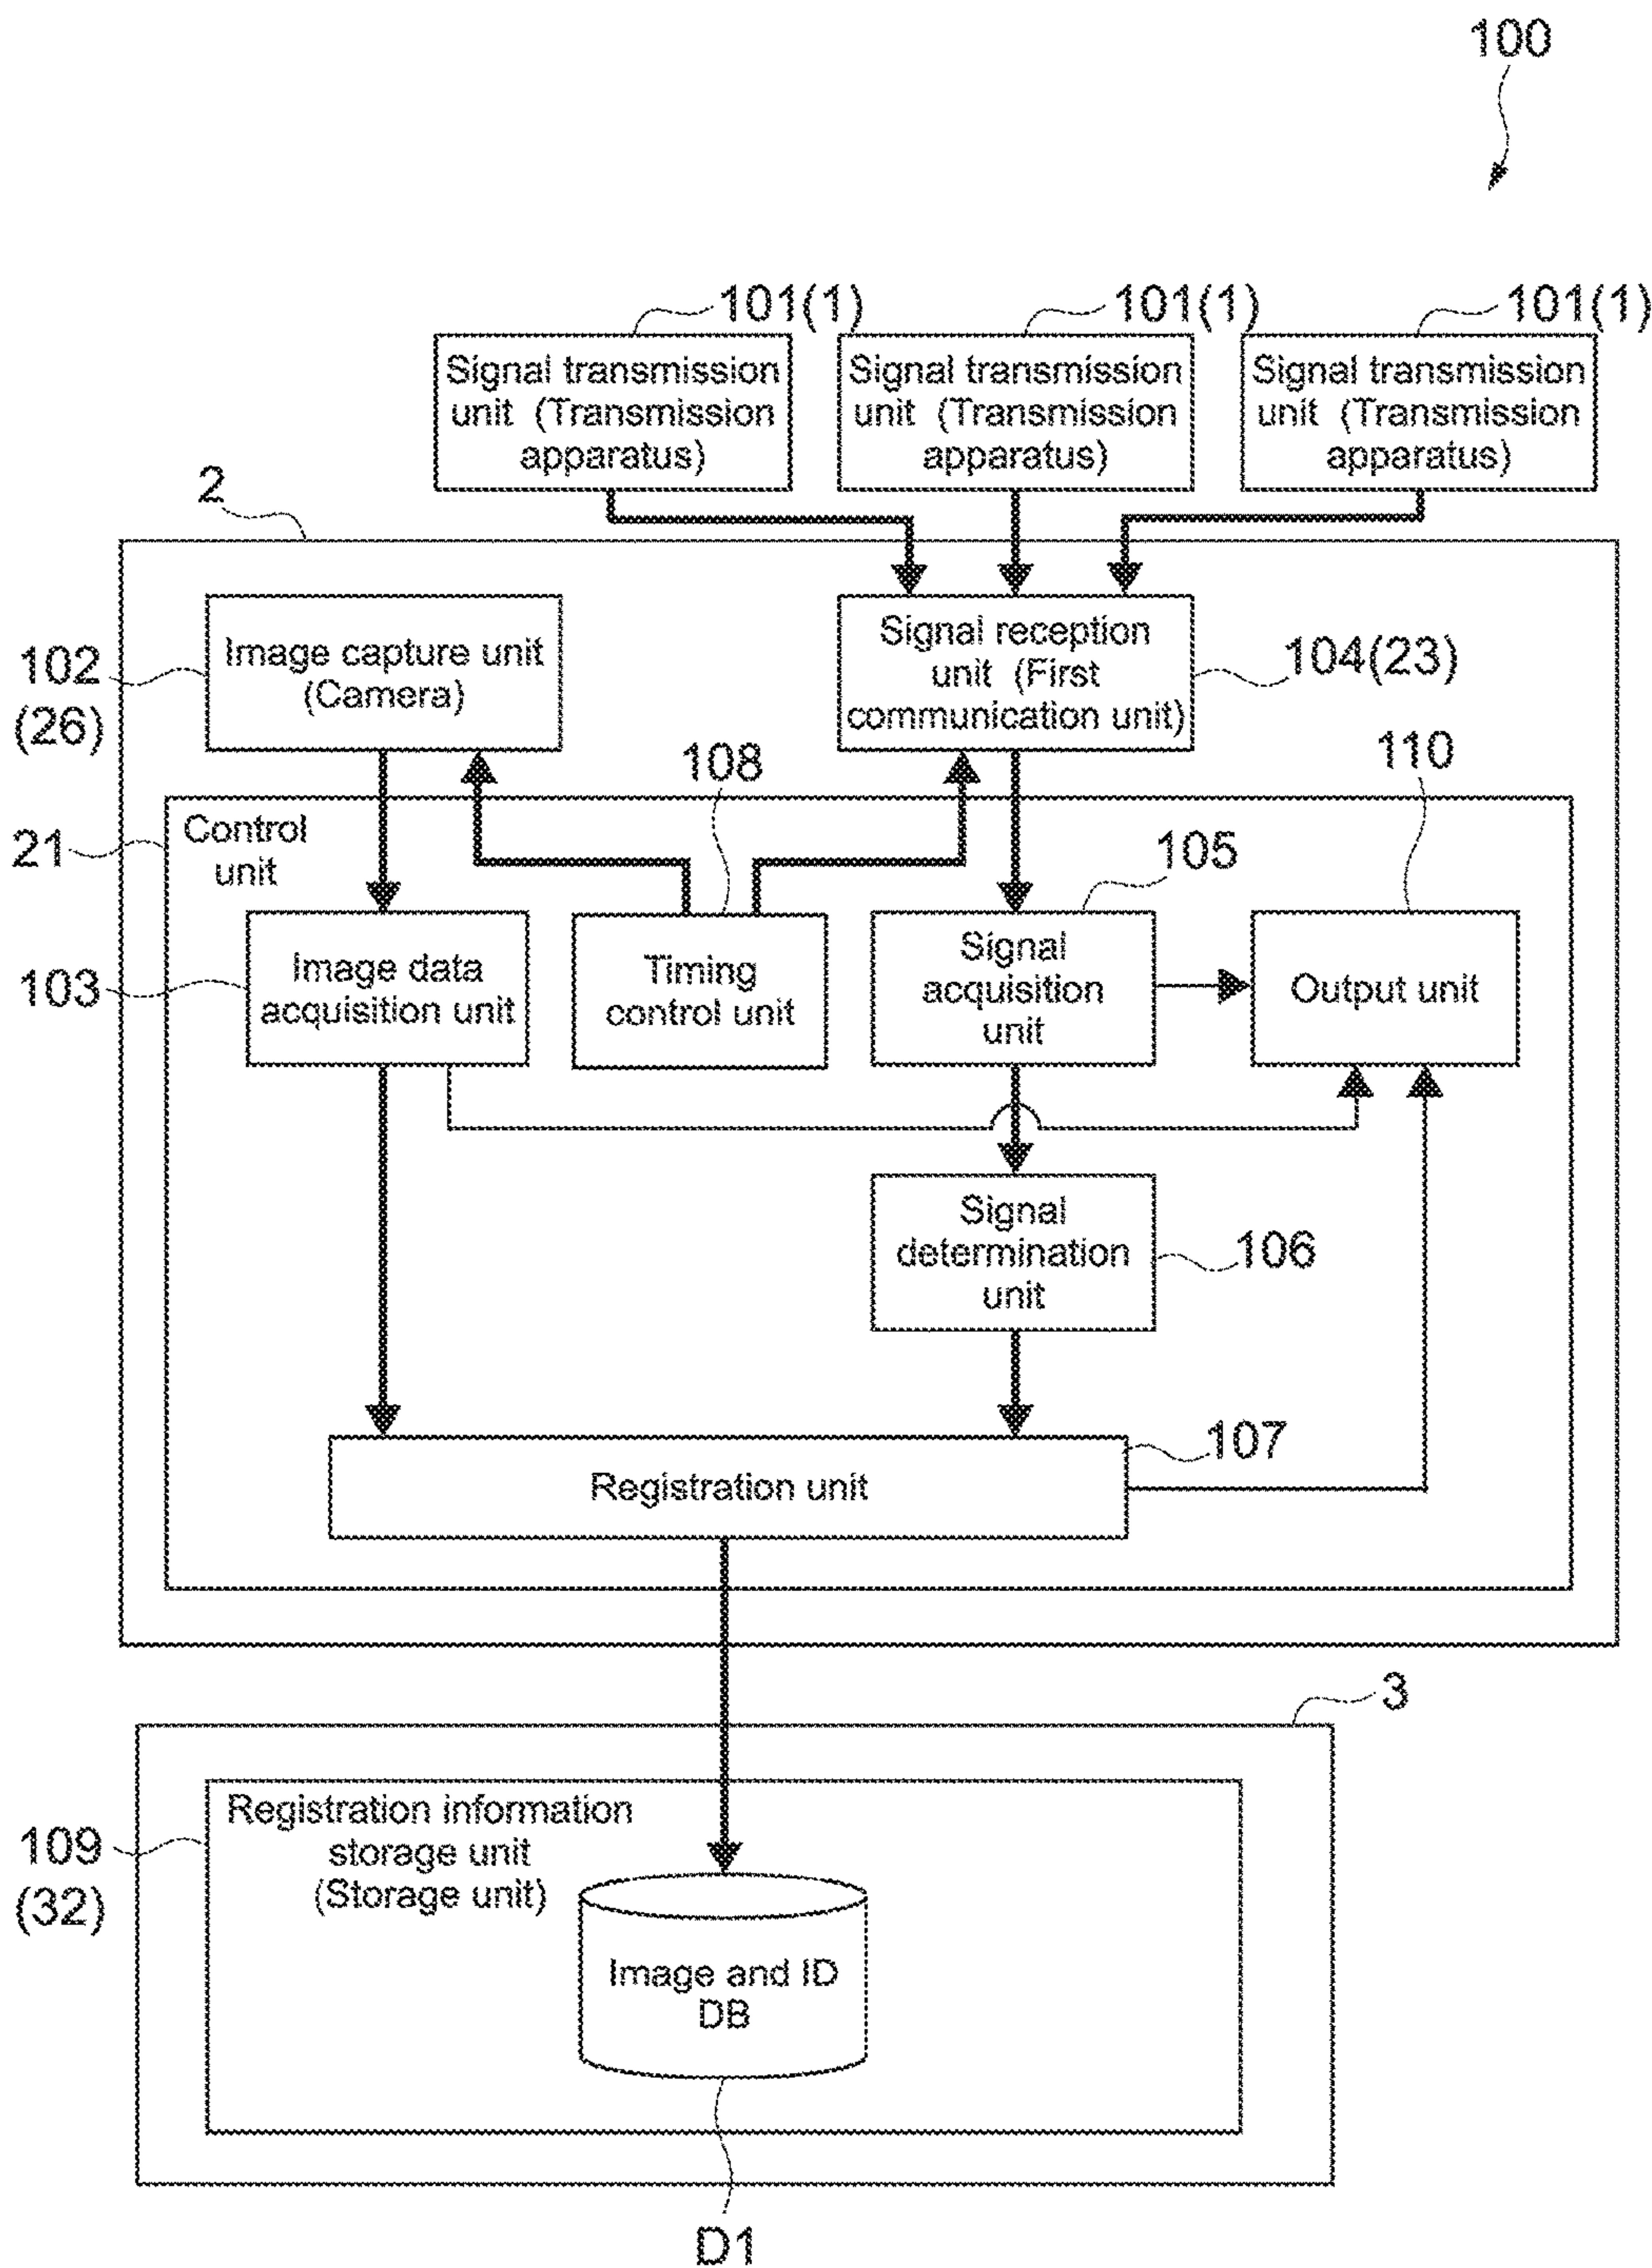 100
101(1)
101(1)
101(1)
Signal transmission
unit (Transmission
apparatus)
Signal transmission
unit (Transmission
apparatus)
Signal transmission
unit (Transmission
apparatus)
2
Image capture unit
(Camera)
102
(26)
Signal reception
unit (First
communication unit)
104(23)
108
110
21
Control
unit
105
Image data
acquisition unit
103
Timing
control unit
Signal
acquisition
unit
Output unit
Signal
determination
unit
106
107
Registration unit
3
Registration information
storage unit
(Storage unit)
109
(32)
Image and ID
DB
D1